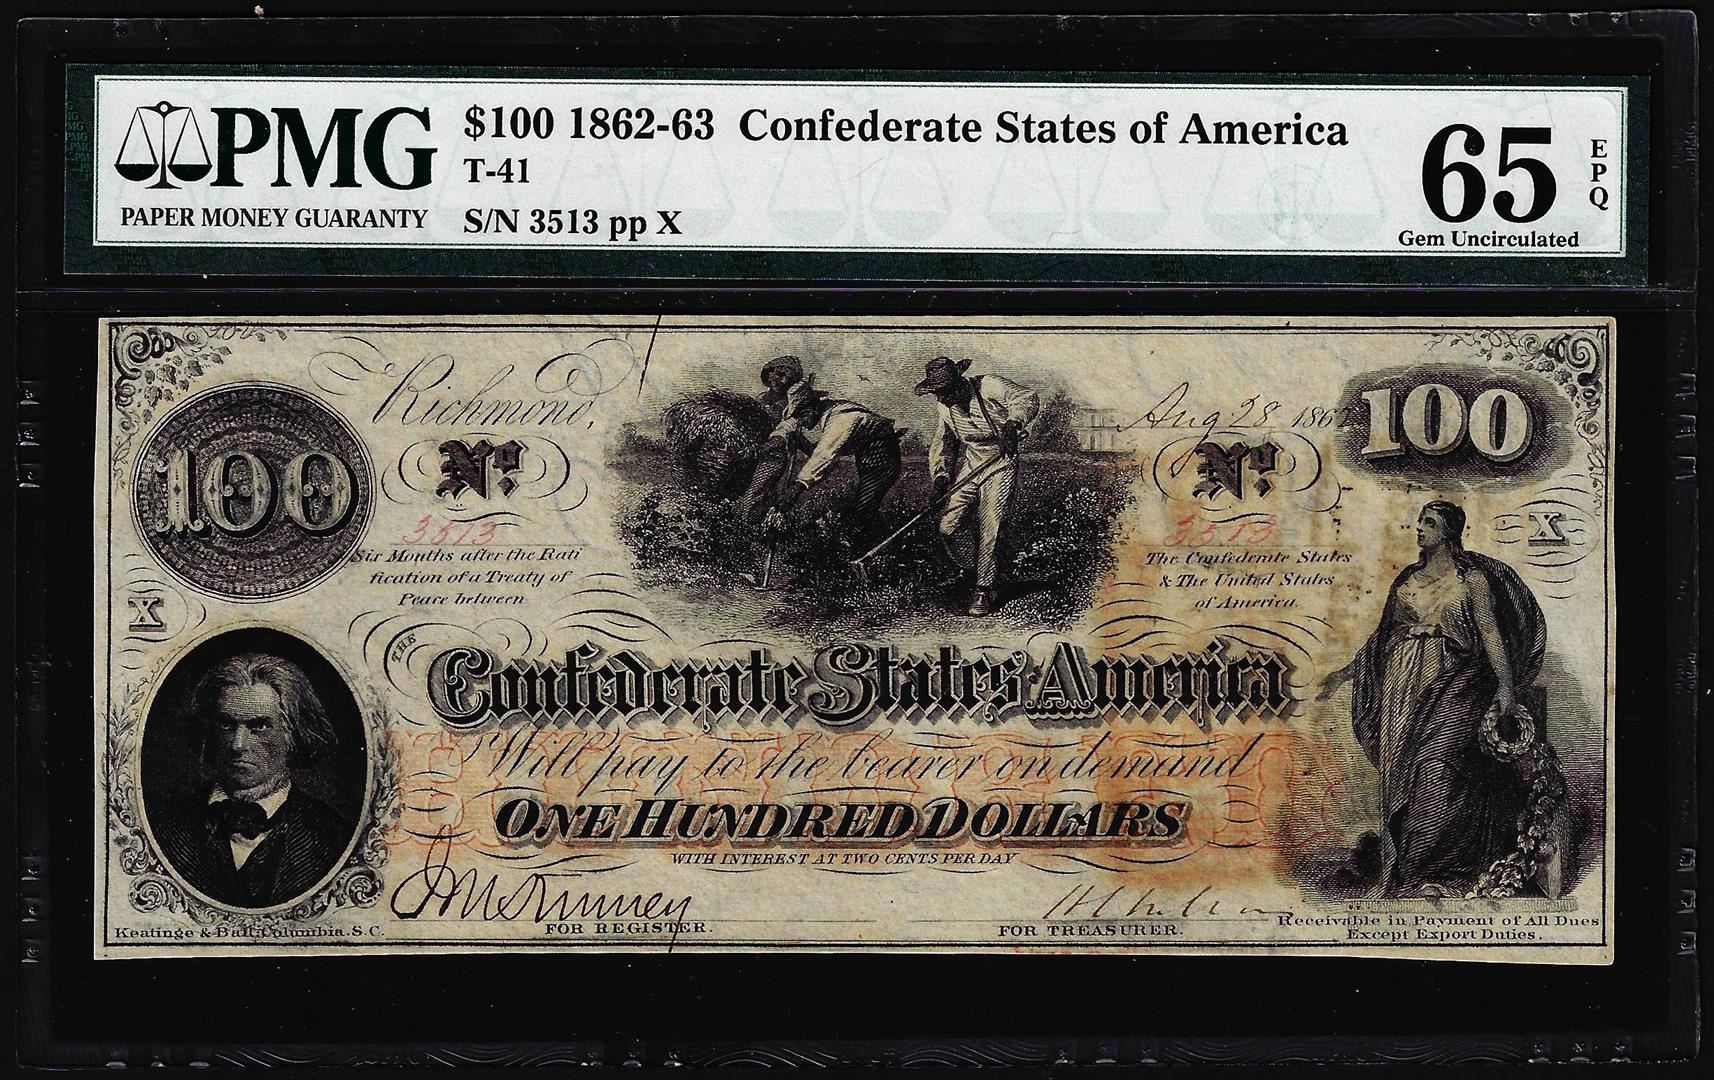 PMG
PAPER MONEY GUARANTY
$100 1862-63 Confederate States of America
T-41
S/N 3513 pp X
65
EPQ
Gem Uncirculated
Richmond,
Aug 28 1862
100
100
No.
No.
3513
3513
X
X
Six Months after the Rati
fication of a Treaty of
Peace between
The Confederate States
& The United States
of America.
THE
Confederate States America
Will pay to the bearer on demand
ONE HUNDRED DOLLARS
WITH INTEREST AT TWO CENTS PER DAY
FOR REGISTER.
FOR TREASURER.
Keatinge & Ball Columbia. S.C.
Receivable in Payment of All Dues
Except Export Duties.